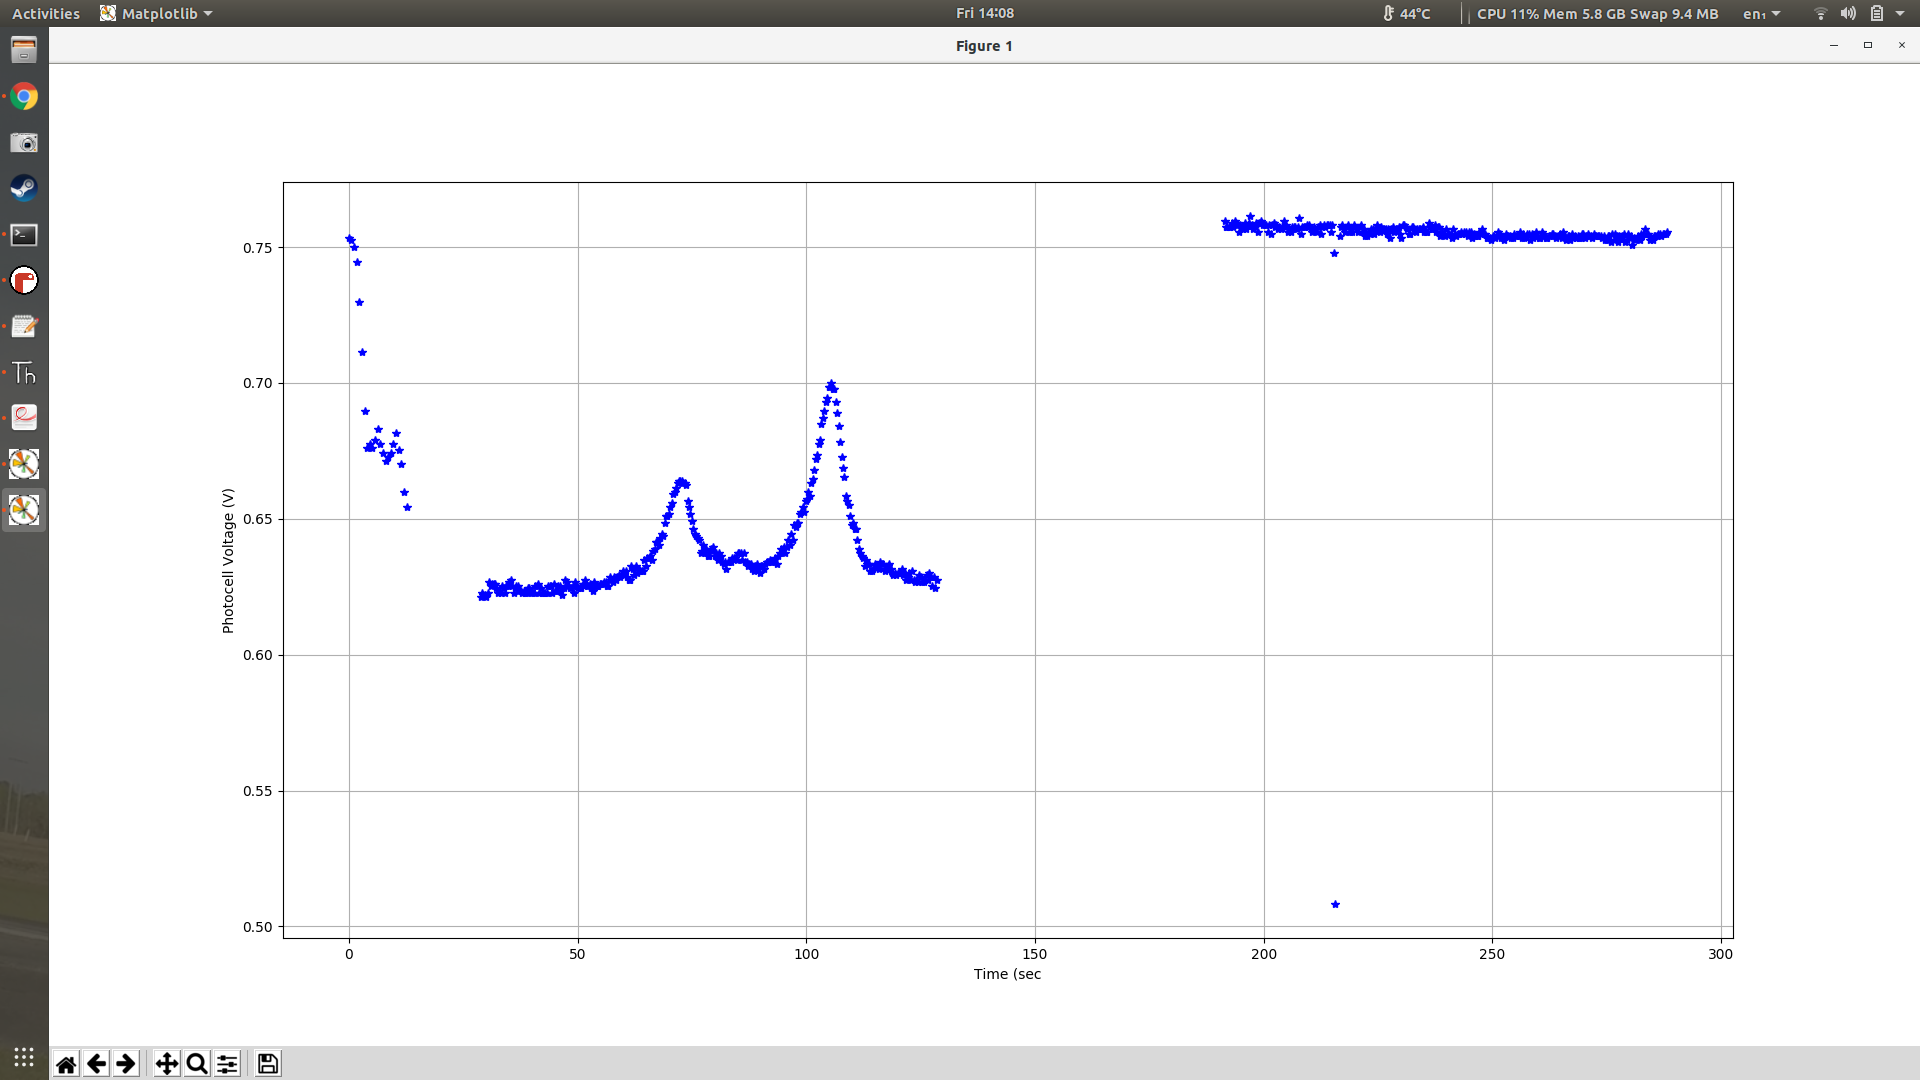 Activities Matplotlib Fri 14:08 44°C CPU 11% Mem 5.8 GB Swap 9.4 MB en₁
Figure 1
Th
0.75
0.70
0.65
0.60
0.55
0.50
Photocell Voltage (V)
0 50 100 150 200 250 300
Time (sec